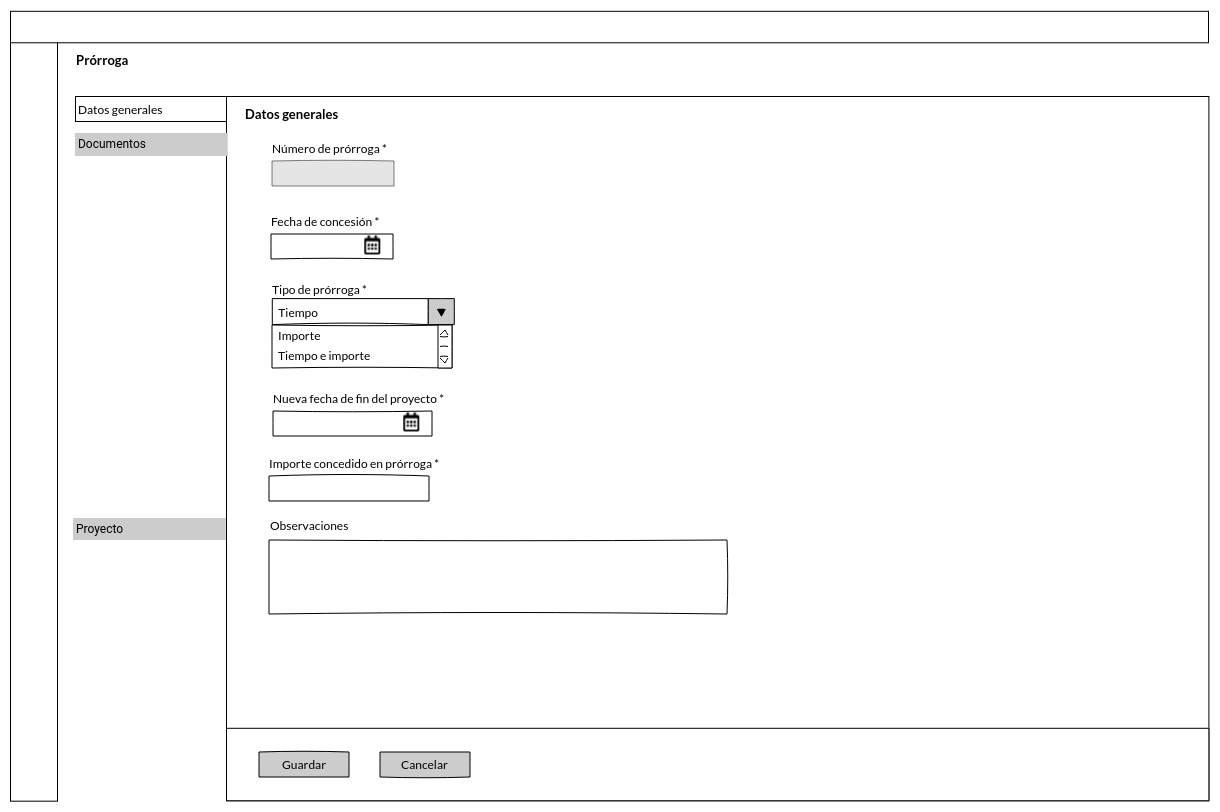 Prórroga
Datos generales
Documentos
Proyecto
Datos generales
Número de prórroga *
Fecha de concesión *
Tipo de prórroga *
Tiempo
Importe
Tiempo e importe
Nueva fecha de fin del proyecto *
Importe concedido en prórroga *
Observaciones
Guardar
Cancelar